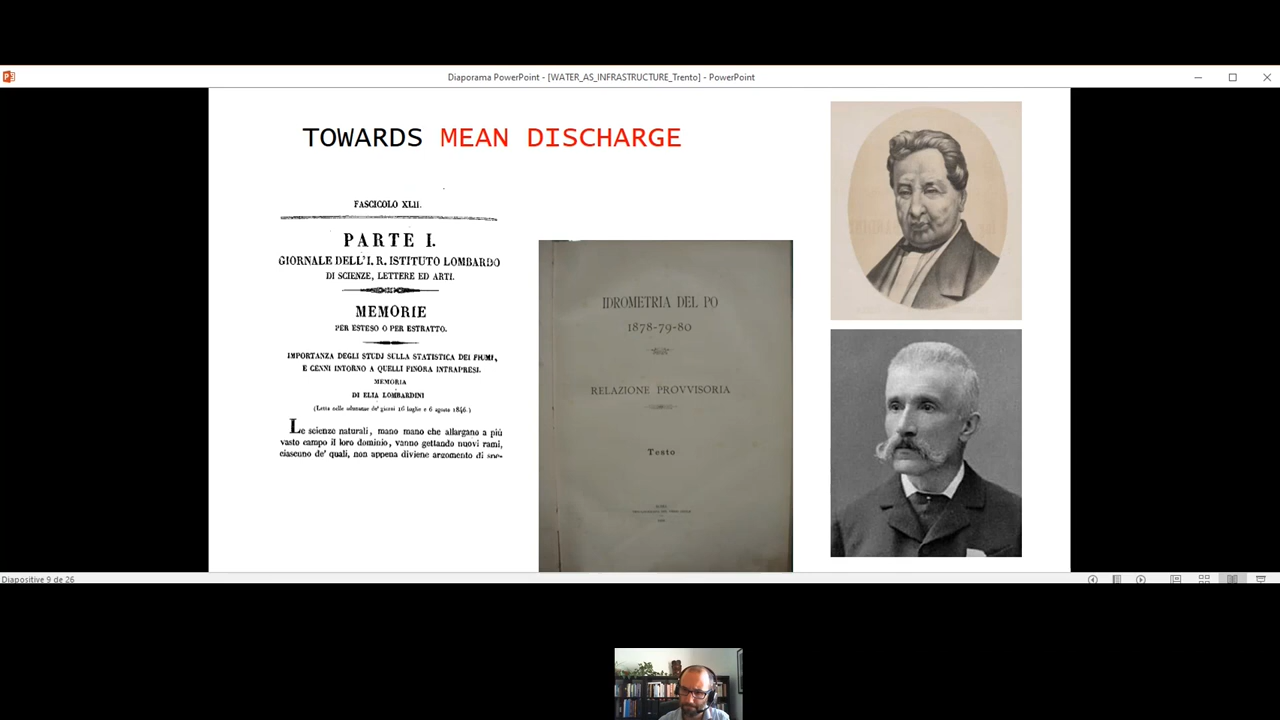 Diaporama PowerPoint - [WATER_AS_INFRASTRUCTURE_Trento] - PowerPoint
TOWARDS MEAN DISCHARGE
FASCICOLO XLII.
PARTE I.
GIORNALE DELL'I. R. ISTITUTO LOMBARDO
DI SCIENZE, LETTERE ED ARTI.
MEMORIE
PER ESTESO O PER ESTRATTO.
IMPORTANZA DEGLI STUDJ SULLA STATISTICA DEI FIUMI,
E CENNI INTORNO A QUELLI FINORA INTRAPRESI.
MEMORIA
DI ELIA LOMBARDINI
(Letta nelle adunanze de' giorni 16 luglio e 6 agosto 1846.)
Le scienze naturali, mano mano che allargano a più
vasto campo il loro dominio, vanno gettando nuovi rami,
ciascuno de' quali, non appena diviene argomento di spe-
IDROMETRIA DEL PO
1878-79-80
RELAZIONE PROVVISORIA
Testo
ROMA
Diapositive 9 de 26